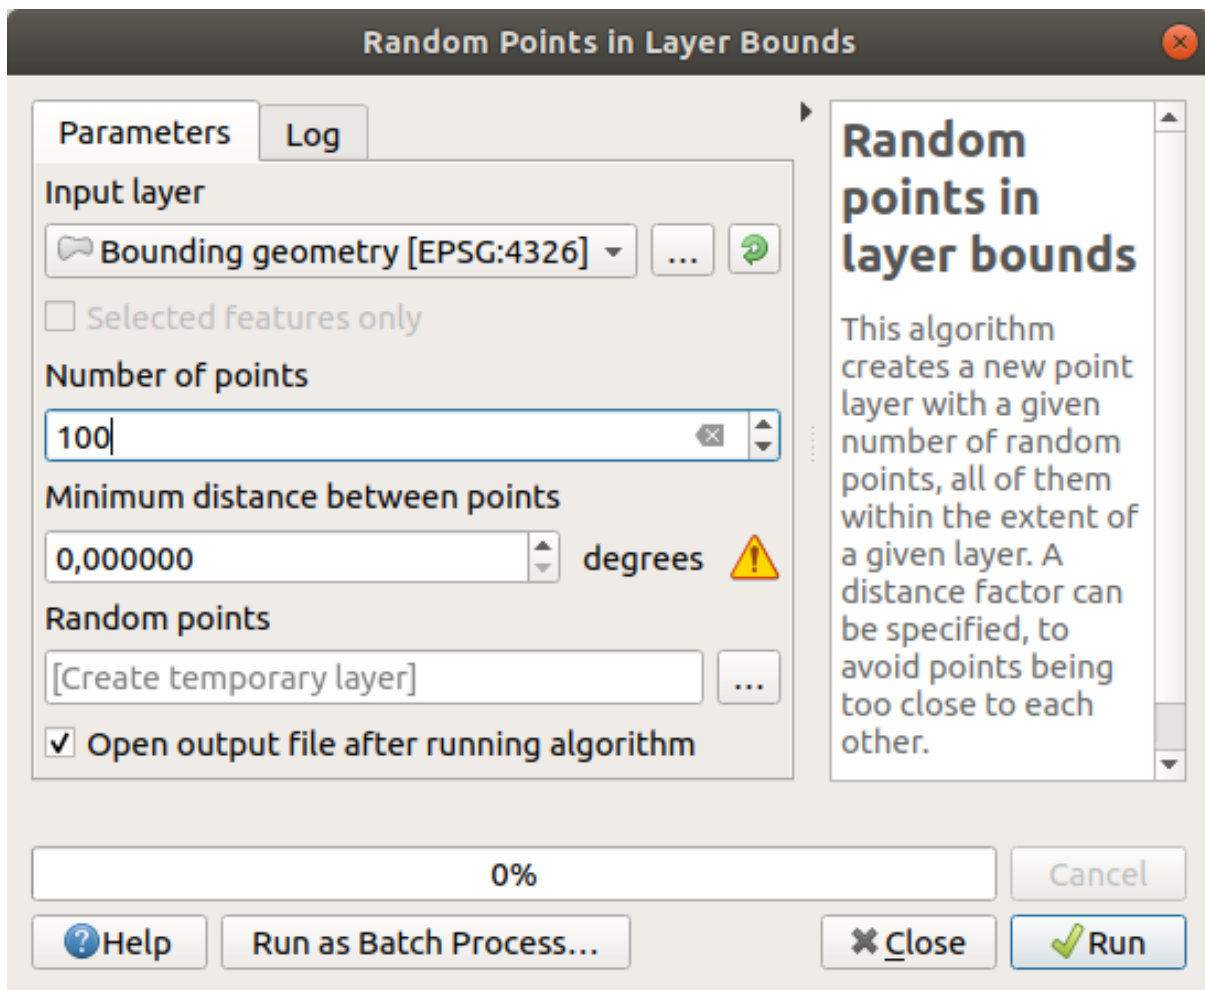 Random Points in Layer Bounds
Parameters
Log
Input layer
Bounding geometry [EPSG:4326]
...
Selected features only
Number of points
100
Minimum distance between points
0,000000
degrees
Random points
[Create temporary layer]
...
Open output file after running algorithm
Random
points in
layer bounds
This algorithm
creates a new point
layer with a given
number of random
points, all of them
within the extent of
a given layer. A
distance factor can
be specified, to
avoid points being
too close to each
other.
0%
Cancel
Help
Run as Batch Process...
Close
Run